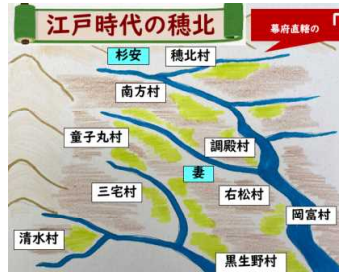 江戸時代の穂北
幕府直轄の「
杉安
穂北村
南方村
童子丸村
調殿村
妻
三宅村
右松村
岡富村
清水村
黒生野村